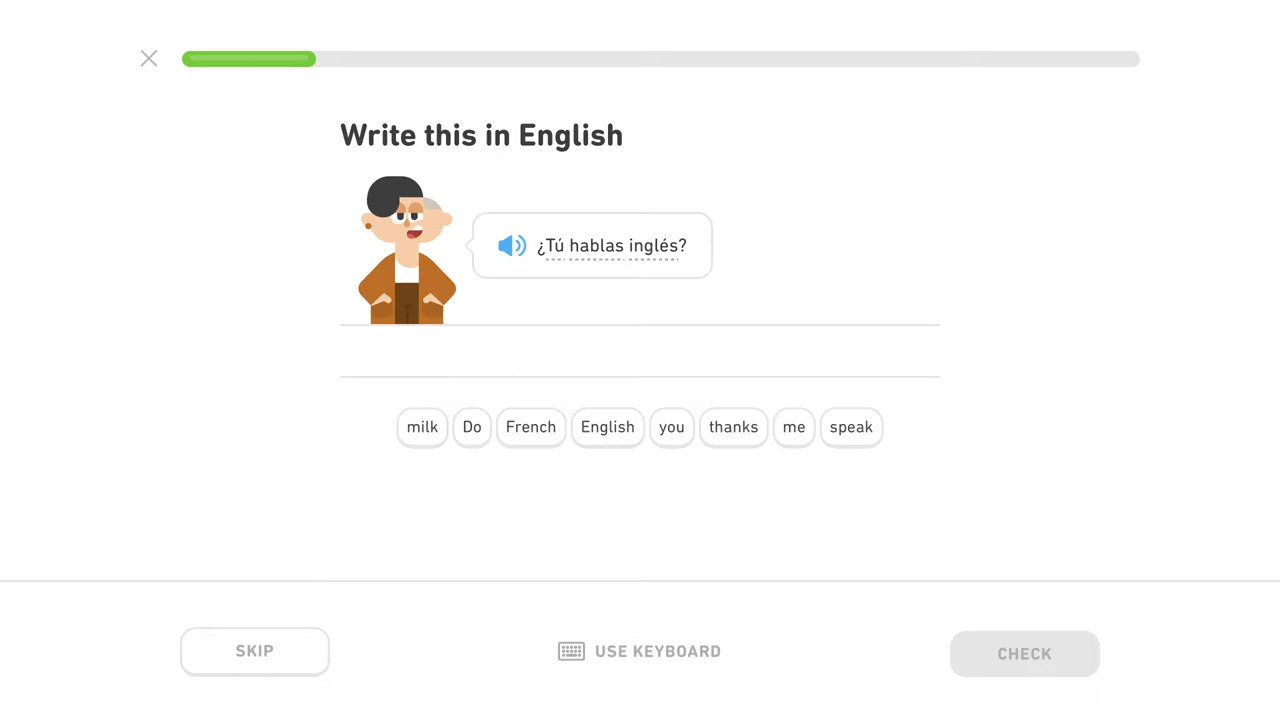 Write this in English
¿Tú hablas inglés?
milk Do French English you thanks me speak
SKIP USE KEYBOARD CHECK